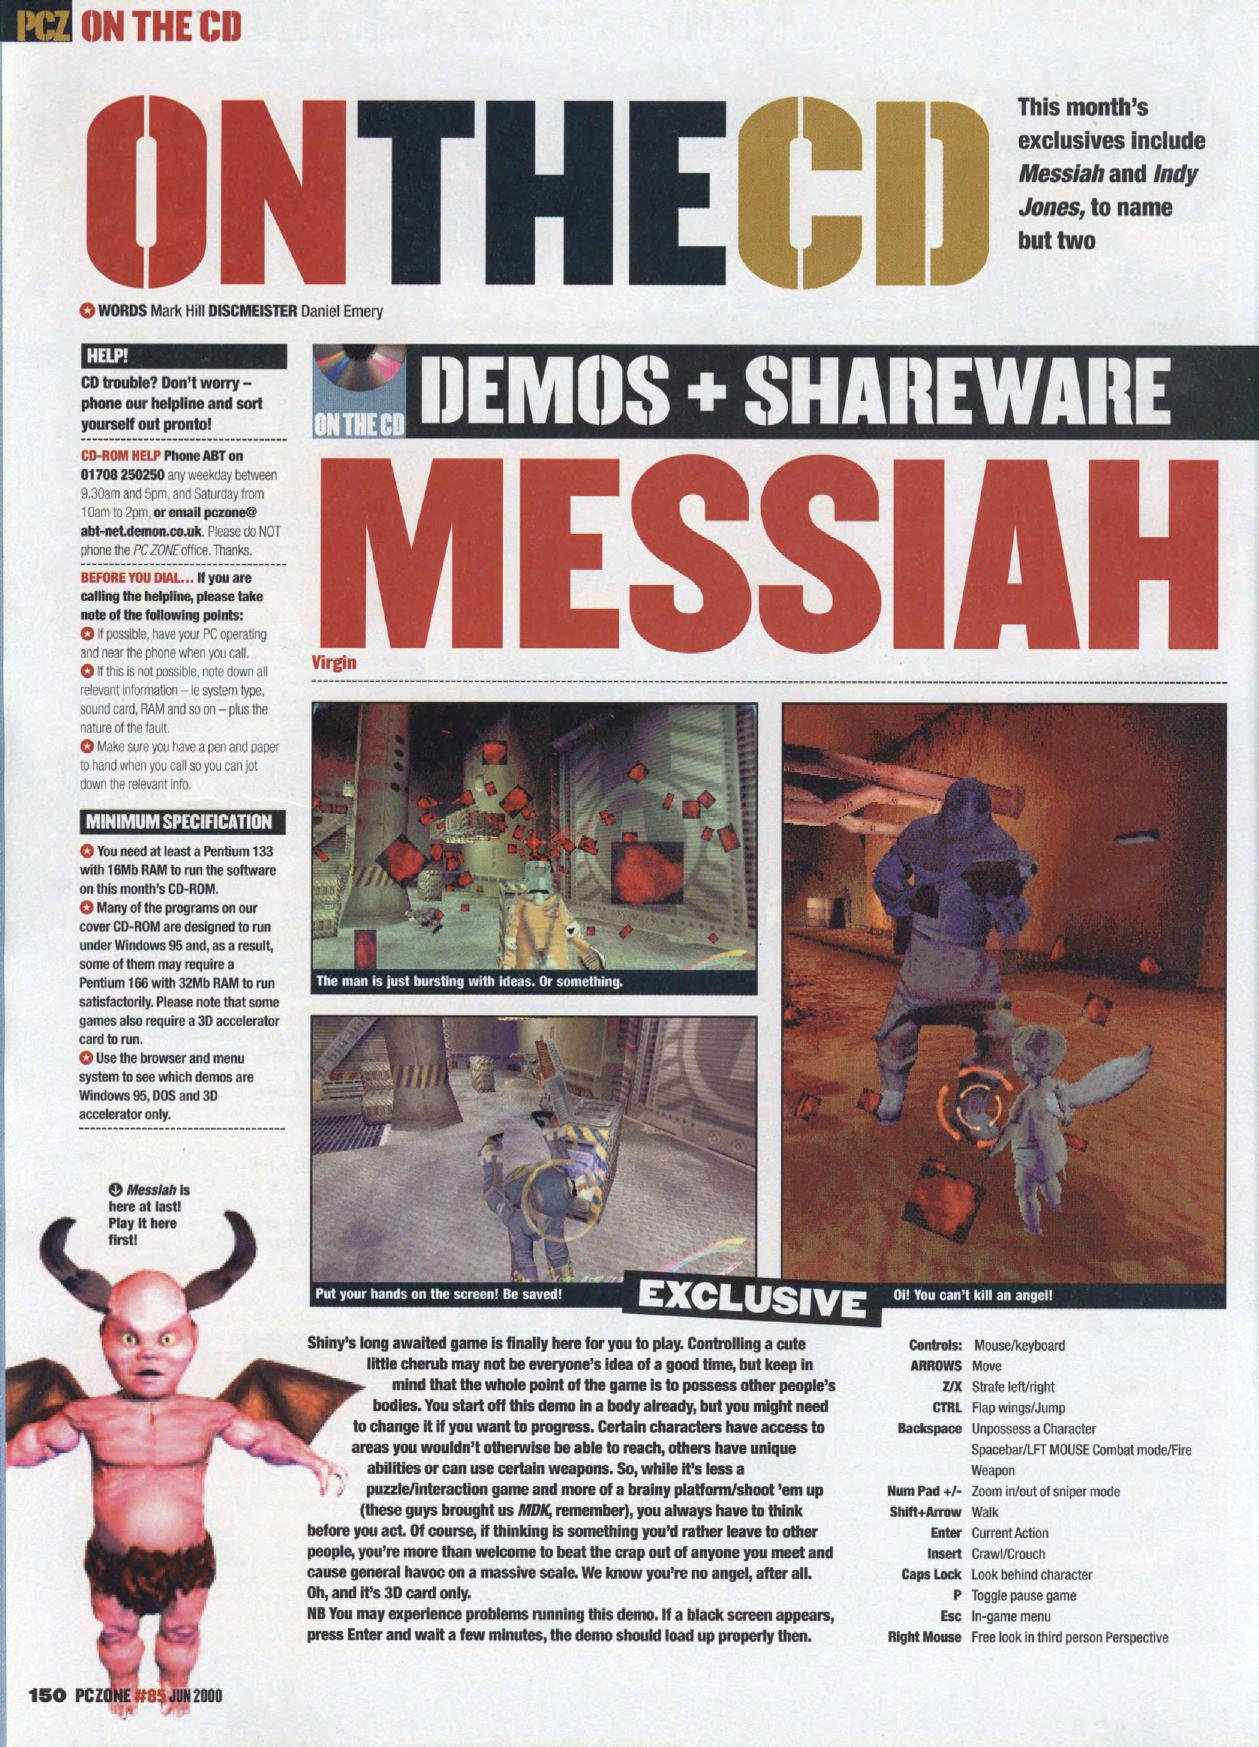 PCZ ON THE CD
ON THE CD
This month's
exclusives include
Messiah and Indy
Jones, to name
but two
WORDS Mark Hill DISCMEISTER Daniel Emery
HELP!
CD trouble? Don't worry –
phone our helpline and sort
yourself out pronto!
CD-ROM HELP Phone ABT on
01708 250250 any weekday between
9.30am and 5pm, and Saturday from
10am to 2pm, or email pczone@
abt-net.demon.co.uk. Please do NOT
phone the PC ZONE office. Thanks.
BEFORE YOU DIAL... If you are
calling the helpline, please take
note of the following points:
If possible, have your PC operating
and near the phone when you call.
If this is not possible, note down all
relevant information – ie system type,
sound card, RAM and so on – plus the
nature of the fault.
Make sure you have a pen and paper
to hand when you call so you can jot
down the relevant info.
MINIMUM SPECIFICATION
You need at least a Pentium 133
with 16Mb RAM to run the software
on this month's CD-ROM.
Many of the programs on our
cover CD-ROM are designed to run
under Windows 95 and, as a result,
some of them may require a
Pentium 166 with 32Mb RAM to run
satisfactorily. Please note that some
games also require a 3D accelerator
card to run.
Use the browser and menu
system to see which demos are
Windows 95, DOS and 3D
accelerator only.
Messiah is
here at last!
Play it here
first!
ON THE CD
DEMOS + SHAREWARE
MESSIAH
Virgin
The man is just bursting with ideas. Or something.
Put your hands on the screen! Be saved!
EXCLUSIVE
Oi! You can't kill an angel!
Shiny's long awaited game is finally here for you to play. Controlling a cute
little cherub may not be everyone's idea of a good time, but keep in
mind that the whole point of the game is to possess other people's
bodies. You start off this demo in a body already, but you might need
to change it if you want to progress. Certain characters have access to
areas you wouldn't otherwise be able to reach, others have unique
abilities or can use certain weapons. So, while it's less a
puzzle/interaction game and more of a brainy platform/shoot 'em up
(these guys brought us MDK, remember), you always have to think
before you act. Of course, if thinking is something you'd rather leave to other
people, you're more than welcome to beat the crap out of anyone you meet and
cause general havoc on a massive scale. We know you're no angel, after all.
Oh, and it's 3D card only.
NB You may experience problems running this demo. If a black screen appears,
press Enter and wait a few minutes, the demo should load up properly then.
Controls: Mouse/keyboard
ARROWS Move
Z/X Strafe left/right
CTRL Flap wings/Jump
Backspace Unpossess a Character
Spacebar/LFT MOUSE Combat mode/Fire
Weapon
Num Pad +/- Zoom in/out of sniper mode
Shift+Arrow Walk
Enter Current Action
Insert Crawl/Crouch
Caps Lock Look behind character
P Toggle pause game
Esc In-game menu
Right Mouse Free look in third person Perspective
150 PC ZONE #85 JUN 2000